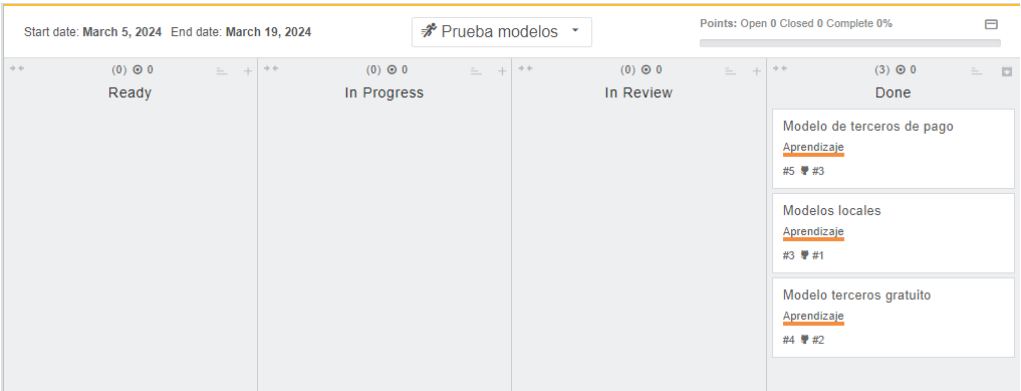 Start date: March 5, 2024 End date: March 19, 2024
Prueba modelos
Points: Open 0 Closed 0 Complete 0%
(0) 0
Ready
(0) 0
In Progress
(0) 0
In Review
(3) 0
Done
Modelo de terceros de pago
Aprendizaje
#5 #3
Modelos locales
Aprendizaje
#3 #1
Modelo terceros gratuito
Aprendizaje
#4 #2